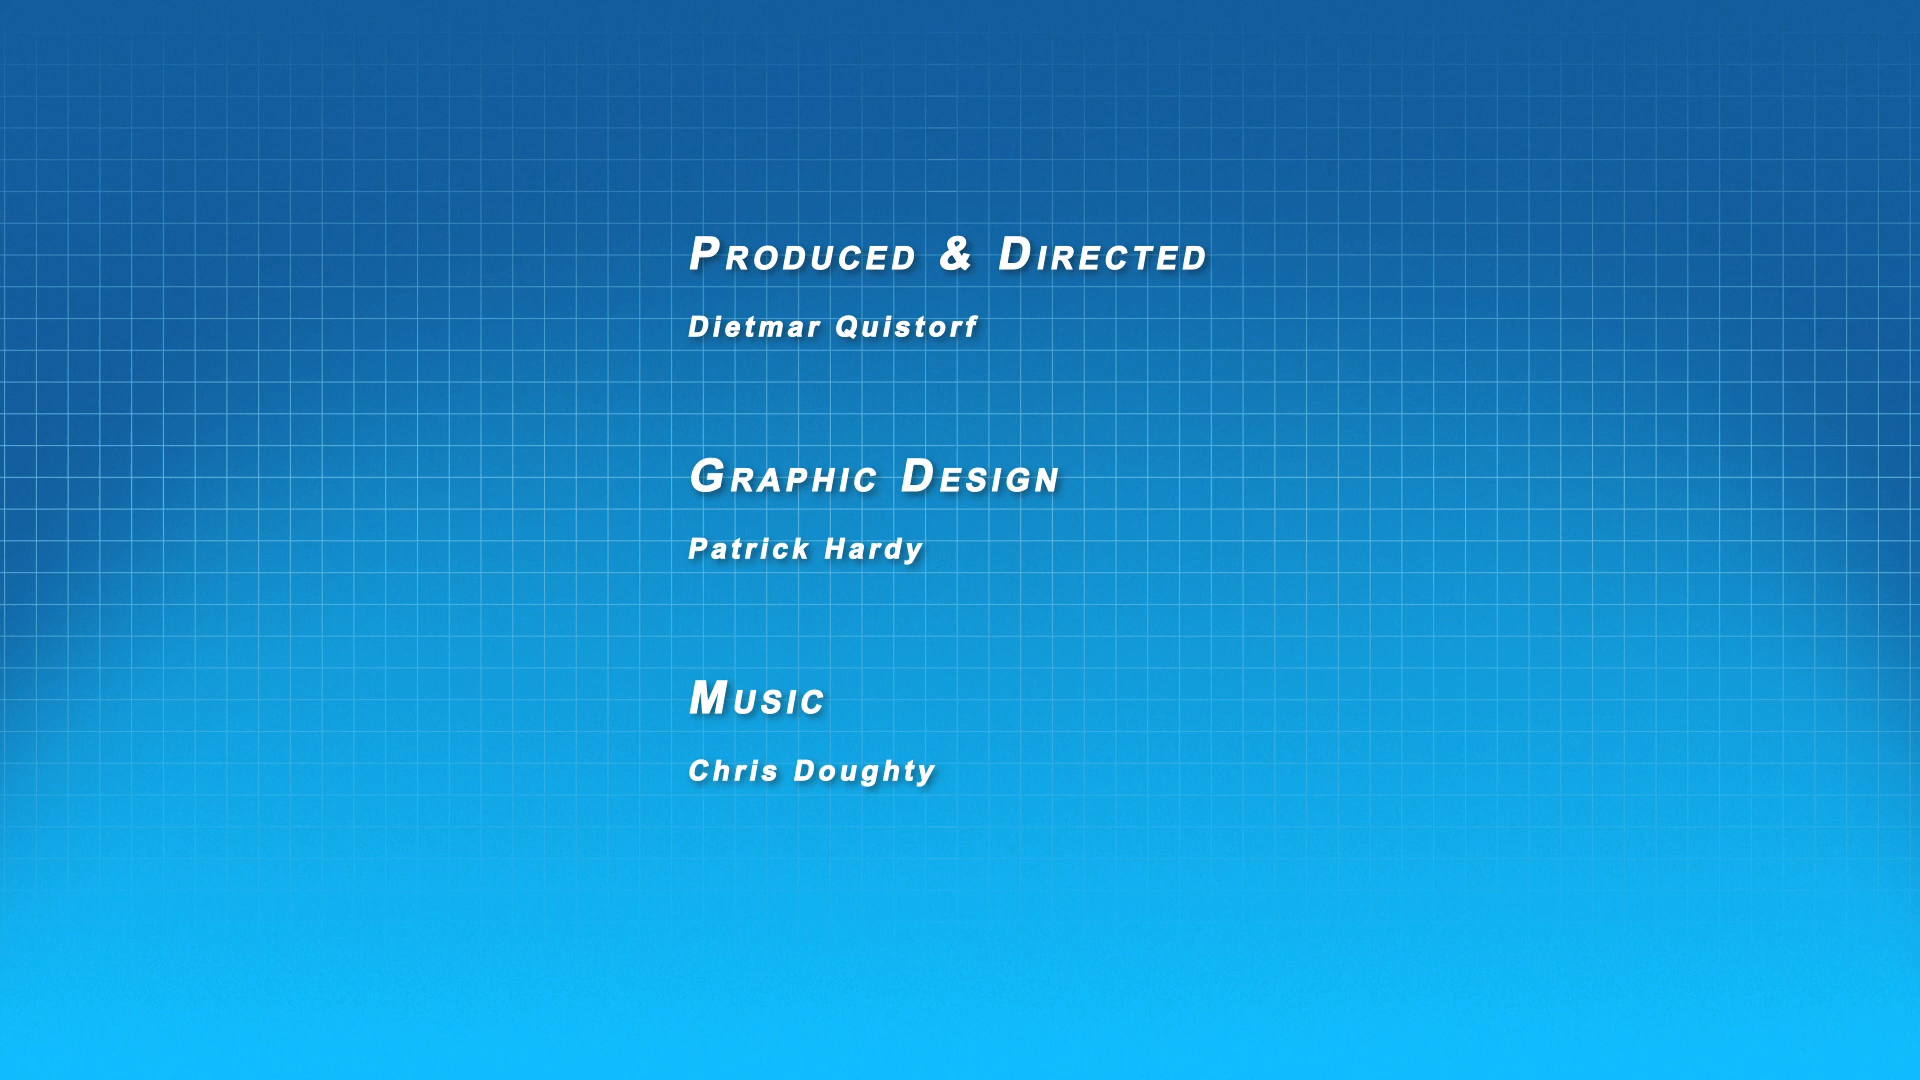 Produced & Directed
Dietmar Quistorf
Graphic Design
Patrick Hardy
Music
Chris Doughty